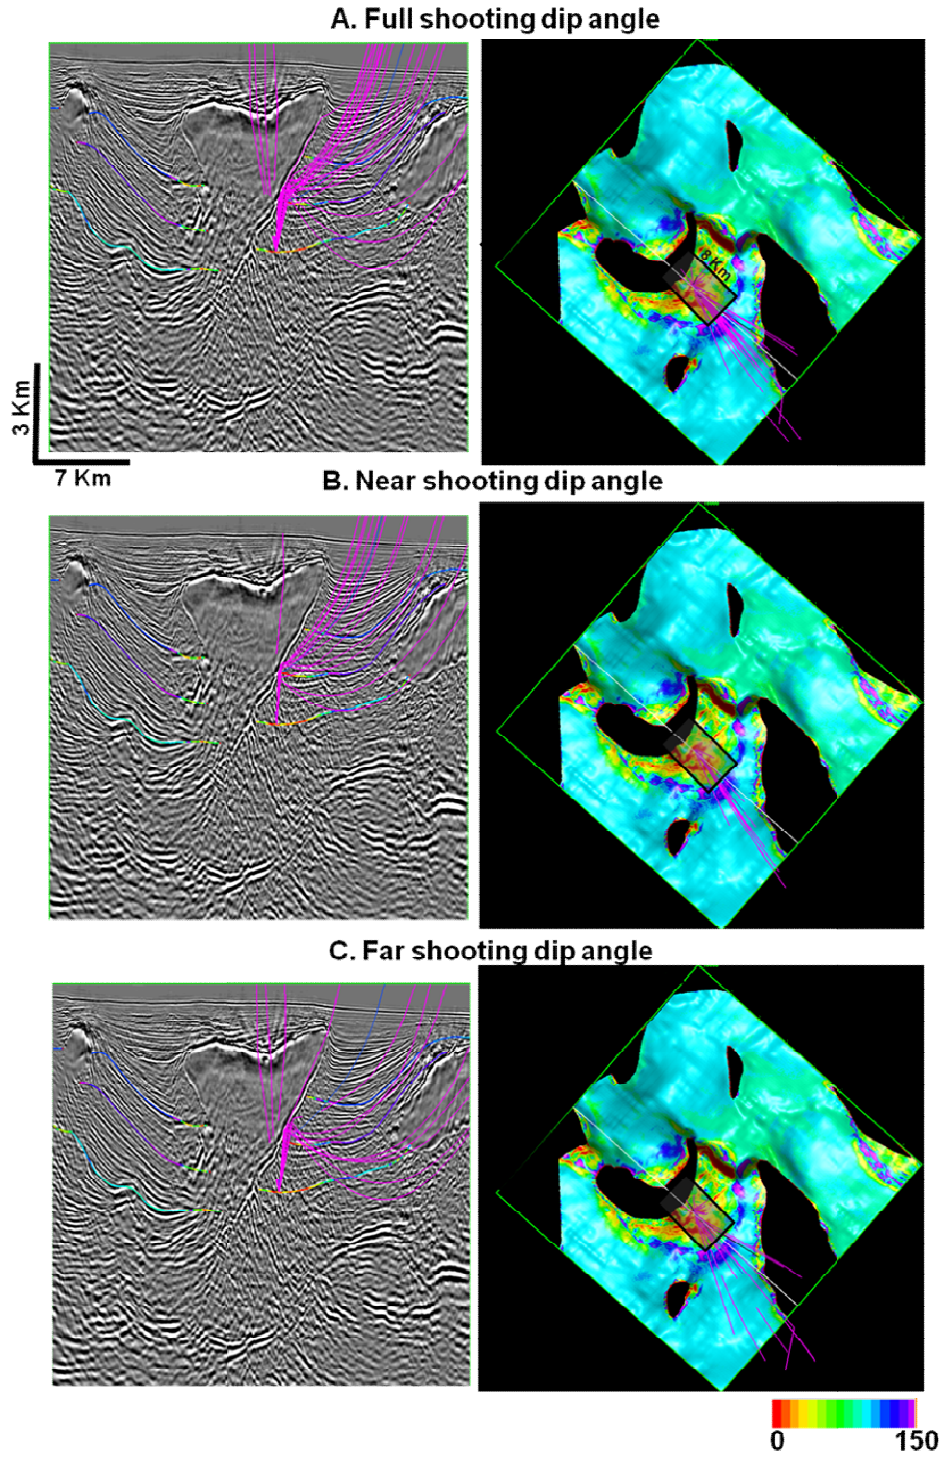 A. Full shooting dip angle
8 Km
3 Km
7 Km
B. Near shooting dip angle
C. Far shooting dip angle
0 150